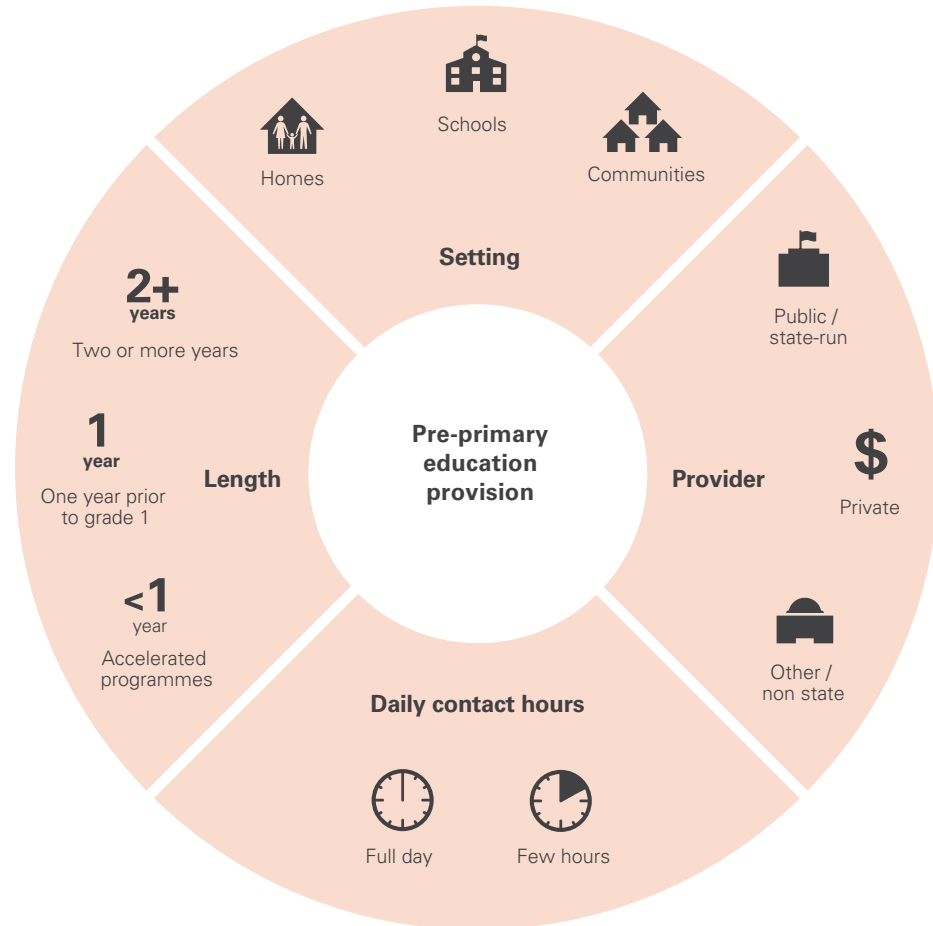 Schools
Homes
Communities
Setting
2+
years
Two or more years
1
year
One year prior
to grade 1
<1
year
Accelerated
programmes
Length
Pre-primary
education
provision
Provider
Public /
state-run
$
Private
Other /
non state
Daily contact hours
Full day
Few hours